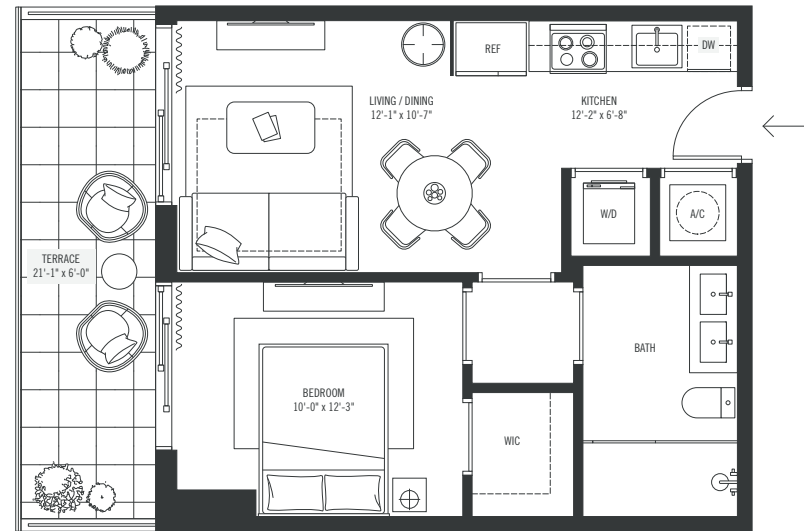 REF
DW
LIVING / DINING
12'-1" x 10'-7"
KITCHEN
12'-2" x 6'-8"
W/D
A/C
TERRACE
21'-1" x 6'-0"
BATH
BEDROOM
10'-0" x 12'-3"
WIC